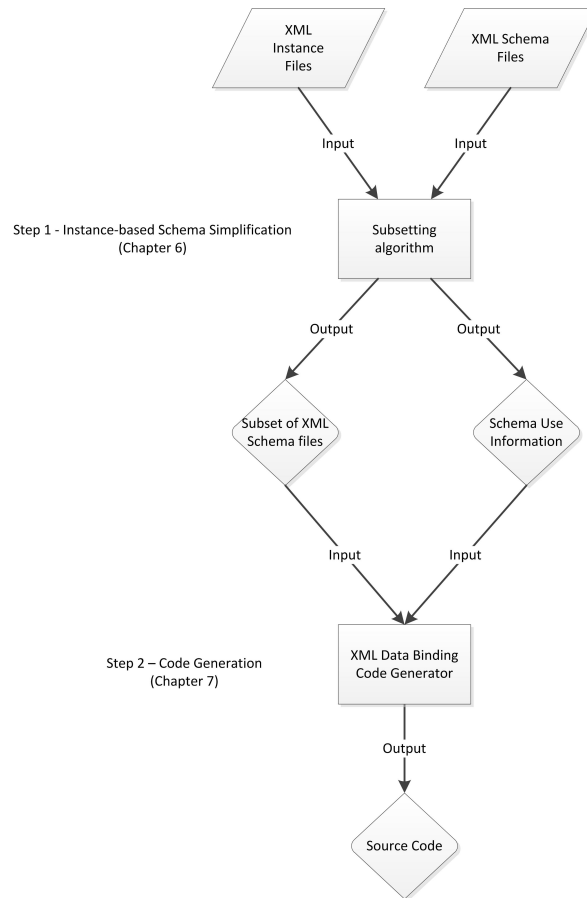 XML
Instance
Files
XML Schema
Files
Input
Input
Step 1 - Instance-based Schema Simplification
(Chapter 6)
Subsetting
algorithm
Output
Output
Subset of XML
Schema files
Schema Use
Information
Input
Input
Step 2 – Code Generation
(Chapter 7)
XML Data Binding
Code Generator
Output
Source Code